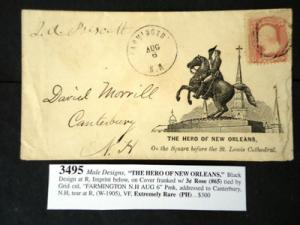 J. A. Prescott
FARMINGTON
AUG
6
N.H
David Morrill
Canterbury
N. H
THE HERO OF NEW ORLEANS,
On the Square before the St. Louis Cathedral.
3495 Male Designs, "THE HERO OF NEW ORLEANS," Black
Design at R, Imprint below, on Cover franked w/ 3¢ Rose (#65) tied by
Grid ccl, "FARMINGTON N.H AUG 6" Pmk, addressed to Canterbury,
N.H, tear at R, (W-1905), VF, Extremely Rare (PH)... $300